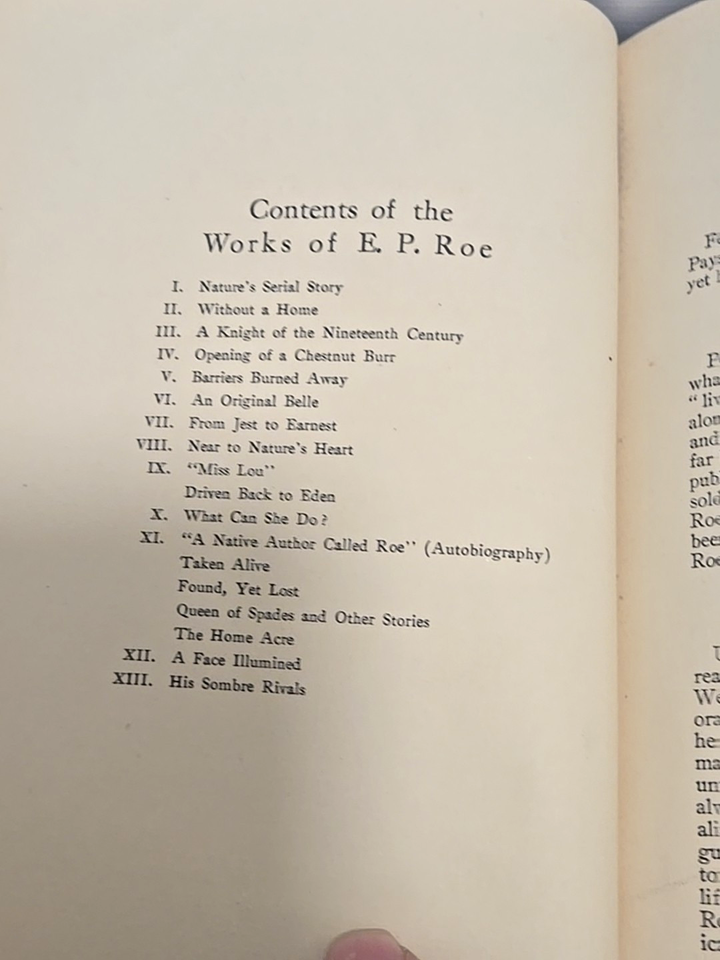 Contents of the
Works of E. P. Roe
I. Nature's Serial Story
II. Without a Home
III. A Knight of the Nineteenth Century
IV. Opening of a Chestnut Burr
V. Barriers Burned Away
VI. An Original Belle
VII. From Jest to Earnest
VIII. Near to Nature's Heart
IX. "Miss Lou"
Driven Back to Eden
X. What Can She Do?
XI. "A Native Author Called Roe" (Autobiography)
Taken Alive
Found, Yet Lost
Queen of Spades and Other Stories
The Home Acre
XII. A Face Illumined
XIII. His Sombre Rivals
yet
and
far